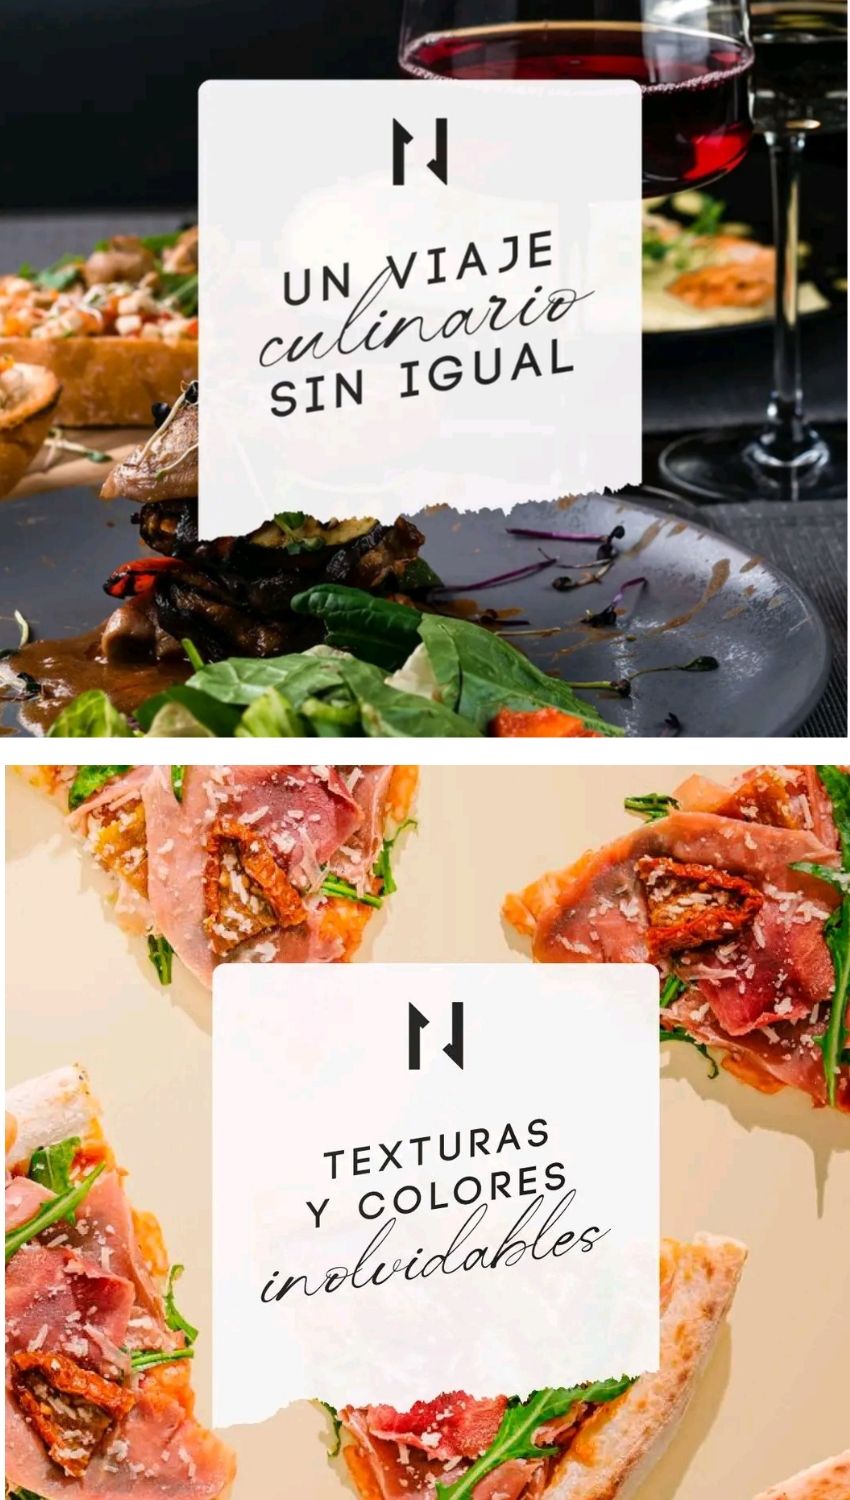 UN VIAJE
culinario
SIN IGUAL
TEXTURAS
Y COLORES
inolvidables